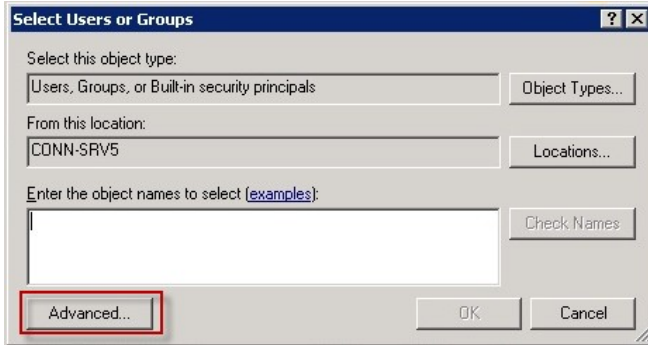 Select Users or Groups
Select this object type:
Users, Groups, or Built-in security principals
Object Types...
From this location:
CONN-SRV5
Locations...
Enter the object names to select (examples):
Check Names
Advanced...
OK
Cancel